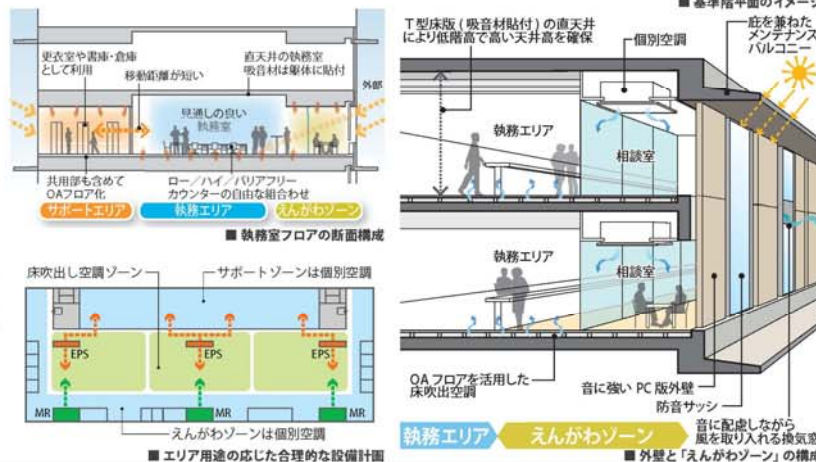 更衣室や書庫・倉庫
として利用
移動距離が短い
直天井の執務室
吸音材は躯体に貼付
外部
見通しの良い
執務室
共用部も含めて
OAフロア化
ロー／ハイ／バリアフリー
カウンターの自由な組合わせ
サポートエリア
執務エリア
えんがわゾーン
■ 執務室フロアの断面構成
床吹出し空調ゾーン
サポートゾーンは個別空調
EPS
EPS
EPS
MR
MR
MR
えんがわゾーンは個別空調
■ エリア用途の応じた合理的な設備計画
■ 基準階平面のイメージ
T型床版(吸音材貼付)の直天井
により低階高で高い天井高を確保
個別空調
庇を兼ねた
メンテナンス
バルコニー
執務エリア
相談室
執務エリア
相談室
OAフロアを活用した
床吹出空調
音に強いPC版外壁
防音サッシ
音に配慮しながら
風を取り入れる換気窓
執務エリア
えんがわゾーン
■ 外壁と「えんがわゾーン」の構成